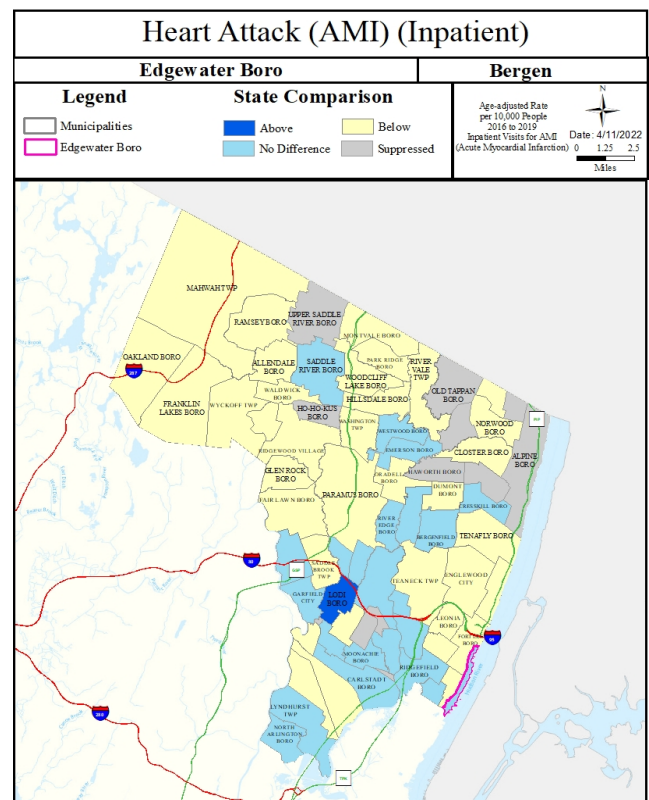 Heart Attack (AMI) (Inpatient)
Edgewater Boro
Bergen
Legend
Municipalities
Edgewater Boro
State Comparison
Above
Below
No Difference
Suppressed
Age-adjusted Rate
per 10,000 People
2016 to 2019
Inpatient Visits for AMI
(Acute Myocardial Infarction)
N
Date: 4/11/2022
0 1.25 2.5
Miles
MAHWAH TWP
RAMSEY BORO
UPPER SADDLE
RIVER BORO
MONTVALE BORO
OAKLAND BORO
287
ALLENDALE
BORO
SADDLE
RIVER BORO
PARK RIDGE
BORO
RIVER
VALE
TWP
WOODCLIFF
LAKE BORO
OLD TAPPAN
BORO
FRANKLIN
LAKES BORO
WYCKOFF TWP
WALDWICK
BORO
HO-HO-KUS
BORO
HILLSDALE BORO
WASHINGTON
TWP
WESTWOOD BORO
NORWOOD
BORO
EMERSON BORO
CLOSTER BORO
ALPINE
BORO
RIDGEWOOD VILLAGE
GLEN ROCK
BORO
ORADELL
BORO
HAWORTH BORO
DUMONT
BORO
FAIR LAWN BORO
PARAMUS BORO
CRESSKILL BORO
RIVER
EDGE
BORO
BERGENFIELD
BORO
TENAFLY BORO
80
GSP
SADDLE
BROOK
TWP
TEANECK TWP
ENGLEWOOD
CITY
GARFIELD
CITY
LODI
BORO
LEONIA
BORO
FORT LEE
BORO
95
MOONACHIE
BORO
RIDGEFIELD
BORO
CARLSTADT
BORO
LYNDHURST
TWP
NORTH
ARLINGTON
BORO
280